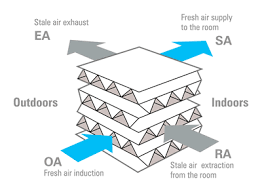 Stale air exhaust
EA
Fresh air supply
to the room
SA
Outdoors
Indoors
OA
Fresh air induction
RA
Stale air extraction
from the room